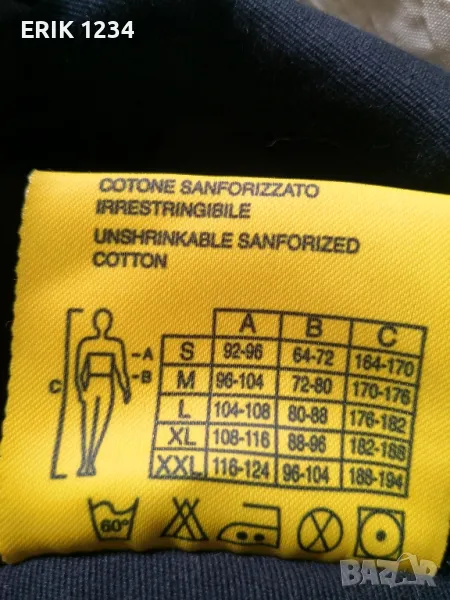 ERIK 1234
COTONE SANFORIZZATO
IRRESTRINGIBILE
UNSHRINKABLE SANFORIZED
COTTON
A B C
S 92-96 64-72 164-170
M 96-104 72-80 170-176
L 104-108 80-88 176-182
XL 108-116 88-96 182-188
XXL 116-124 96-104 188-194
A
B
C
60°
bazar.bg